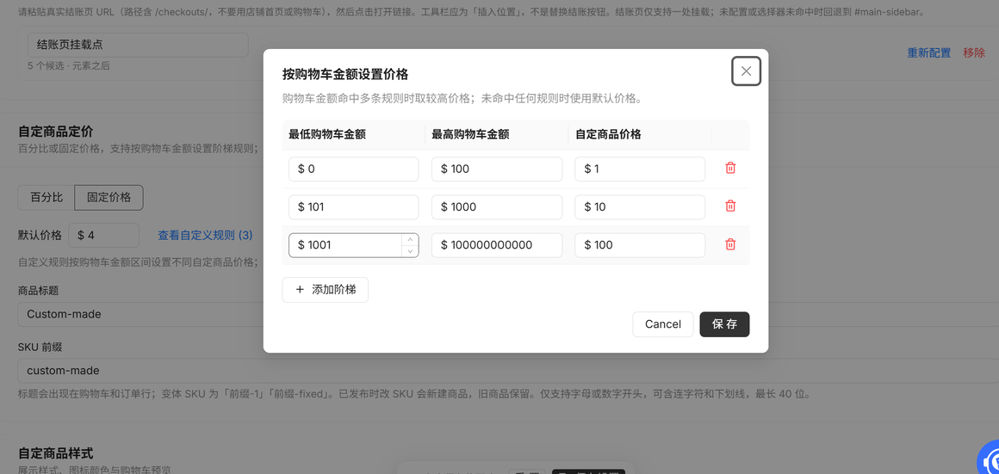 请粘贴真实结账页 URL（路径含 /checkouts/，不要用店铺首页或购物车），然后点击打开链接。工具栏应为「插入位置」，不是替换结账按钮。结账页仅支持一处挂载；未配置或选择器未命中时回退到 #main-sidebar。
结账页挂载点
5 个候选 · 元素之后
重新配置 移除
按购物车金额设置价格
购物车金额命中多条规则时取较高价格；未命中任何规则时使用默认价格。
最低购物车金额 最高购物车金额 自定商品价格
$ 0 $ 100 $ 1
$ 101 $ 1000 $ 10
$ 1001 $ 100000000000 $ 100
+ 添加阶梯
Cancel 保 存
自定商品定价
百分比或固定价格，支持按购物车金额设置阶梯规则；
百分比 固定价格
默认价格 $ 4 查看自定义规则 (3)
自定义规则按购物车金额区间设置不同自定商品价格；
商品标题
Custom-made
SKU 前缀
custom-made
标题会出现在购物车和订单行；变体 SKU 为「前缀-1」「前缀-fixed」。已发布时改 SKU 会新建商品，旧商品保留。仅支持字母或数字开头，可含连字符和下划线，最长 40 位。
自定商品样式
展示样式、图标颜色与购物车预览